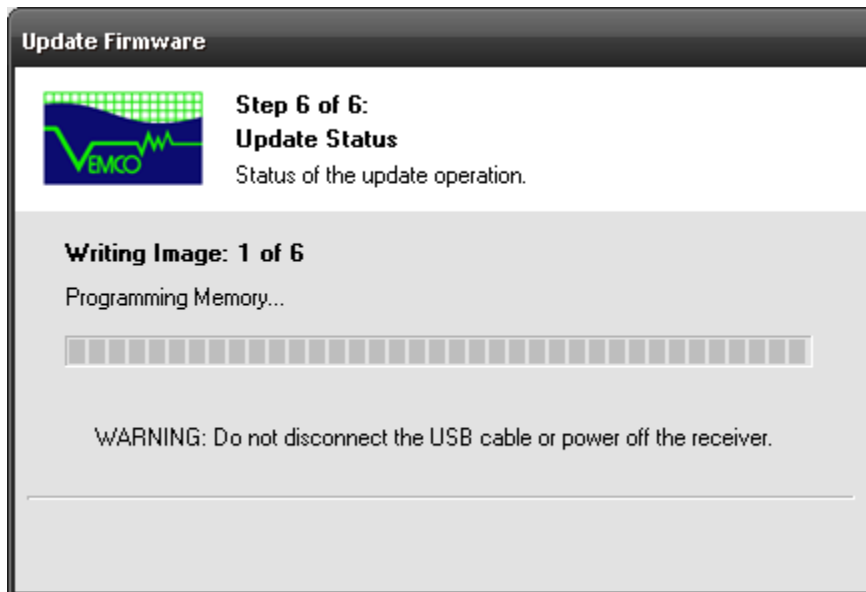 Update Firmware
VEMCO
Step 6 of 6:
Update Status
Status of the update operation.
Writing Image: 1 of 6
Programming Memory...
WARNING: Do not disconnect the USB cable or power off the receiver.